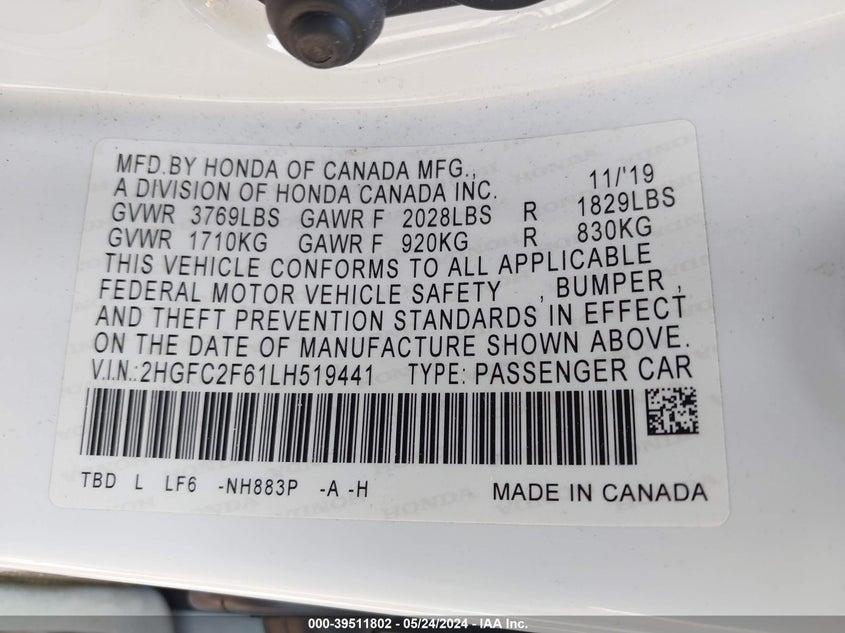 MFD.BY HONDA OF CANADA MFG.,
A DIVISION OF HONDA CANADA INC. 11/'19
GVWR 3769LBS GAWR F 2028LBS R 1829LBS
GVWR 1710KG GAWR F 920KG R 830KG
THIS VEHICLE CONFORMS TO ALL APPLICABLE
FEDERAL MOTOR VEHICLE SAFETY , BUMPER ,
AND THEFT PREVENTION STANDARDS IN EFFECT
ON THE DATE OF MANUFACTURE SHOWN ABOVE.
V.I.N.:2HGFC2F61LH519441 TYPE: PASSENGER CAR
TBD L LF6 -NH883P -A -H MADE IN CANADA
000-39511802 - 05/24/2024 - IAA Inc.